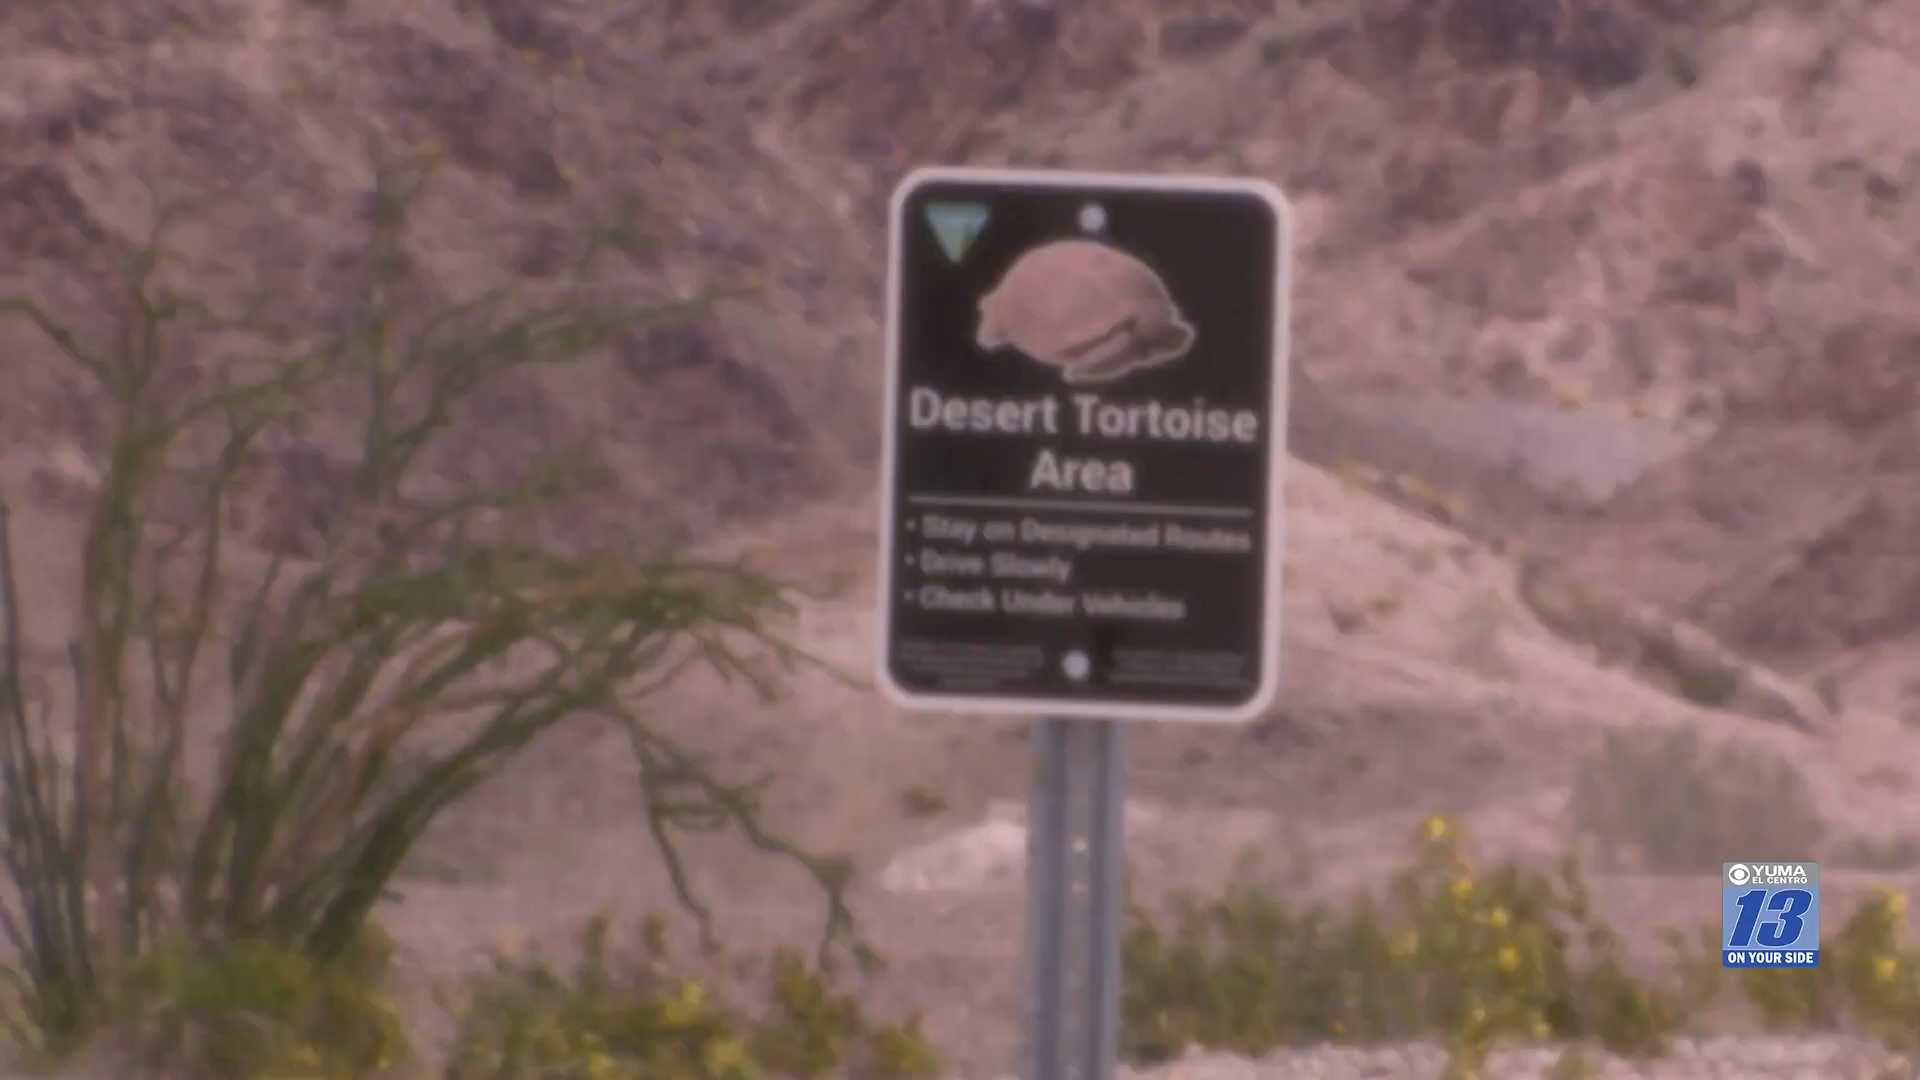 Desert Tortoise
Area
• Stay on Designated Routes
• Drive Slowly
• Check Under Vehicles
YUMA
EL CENTRO
13
ON YOUR SIDE